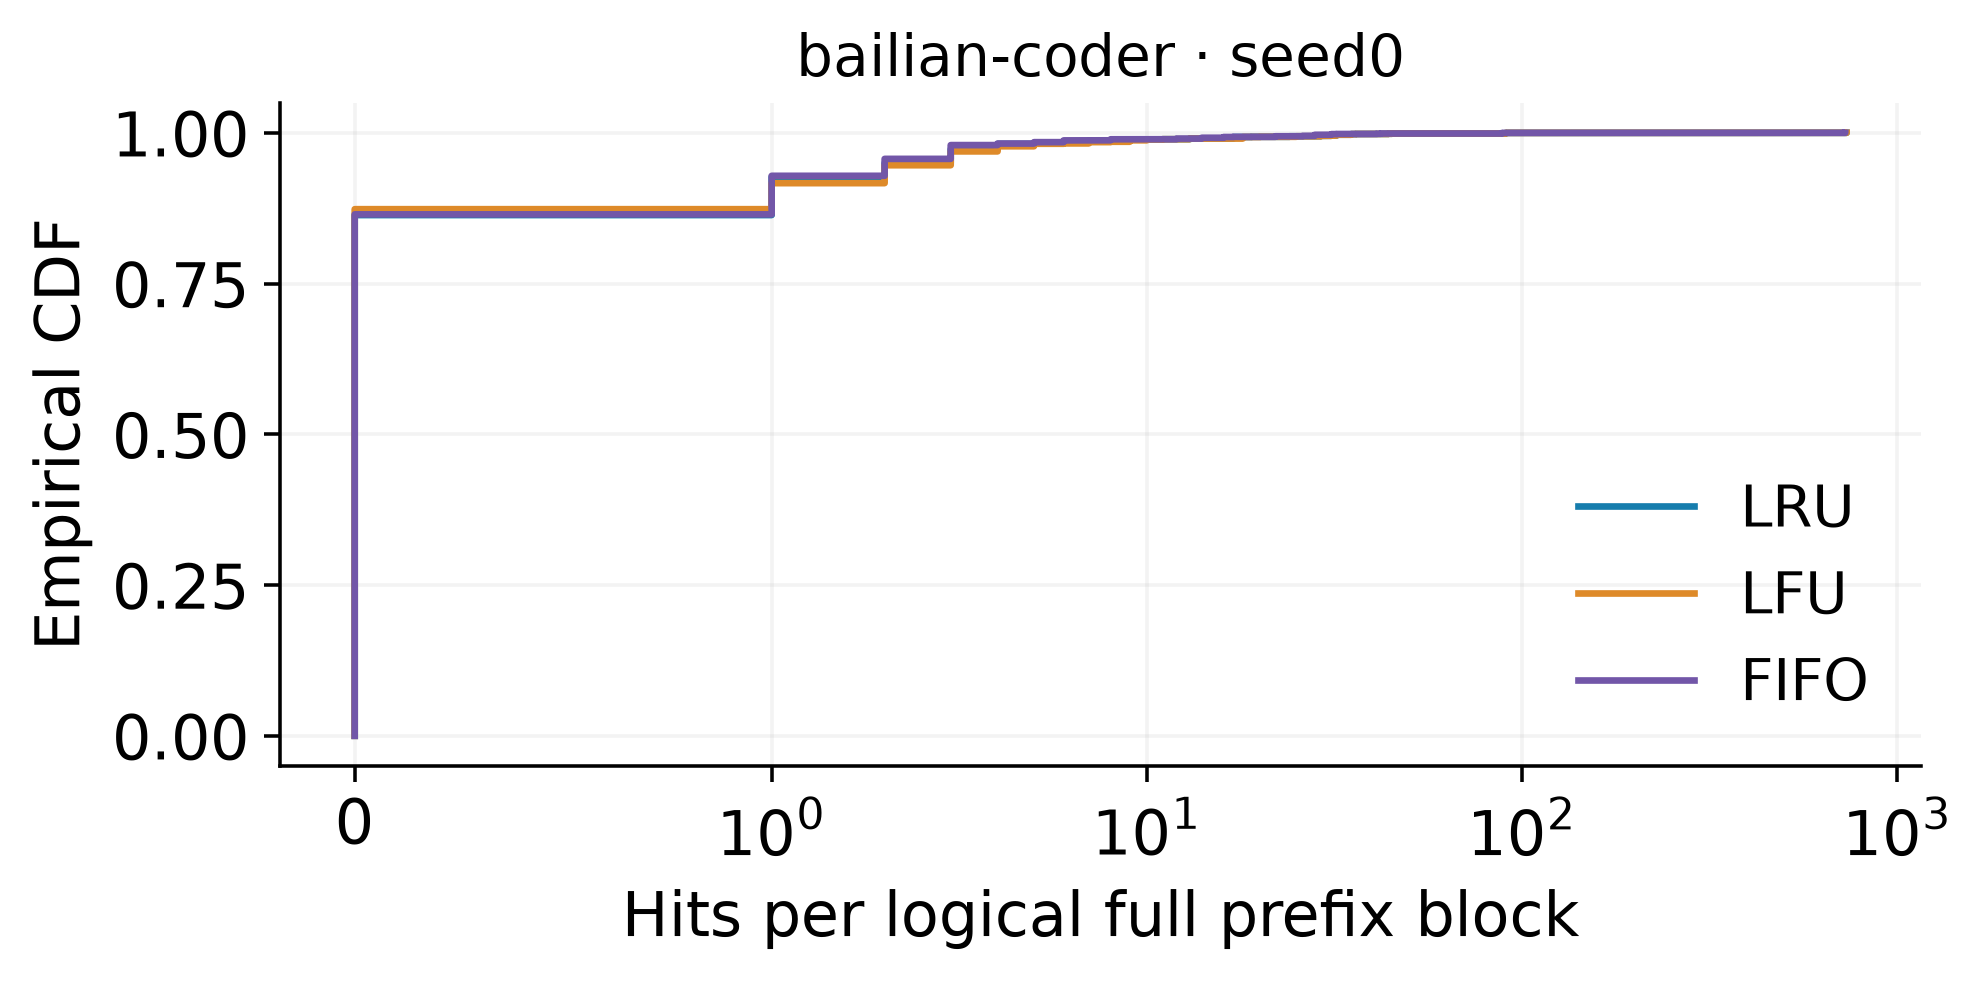 bailian-coder · seed0
1.00
0.75
0.50
0.25
0.00
Empirical CDF
LRU
LFU
FIFO
0 10⁰ 10¹ 10² 10³
Hits per logical full prefix block